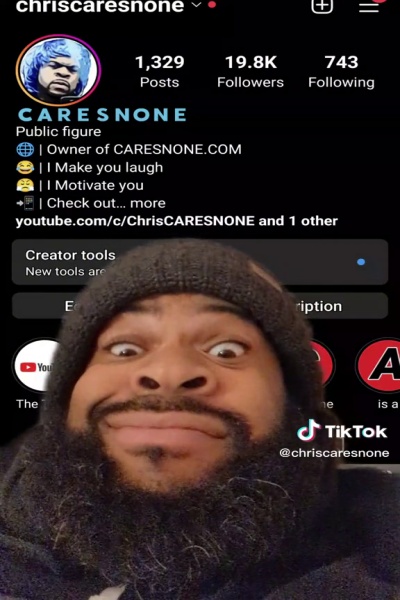 chriscaresnone
1,329 19.8K 743
Posts Followers Following
CARESNONE
Public figure
🌐 | Owner of CARESNONE.COM
😂 | I Make you laugh
😤 | I Motivate you
📲 | Check out... more
youtube.com/c/ChrisCARESNONE and 1 other
Creator tools
New tools are
E ription
You
The ne is a
TikTok
@chriscaresnone